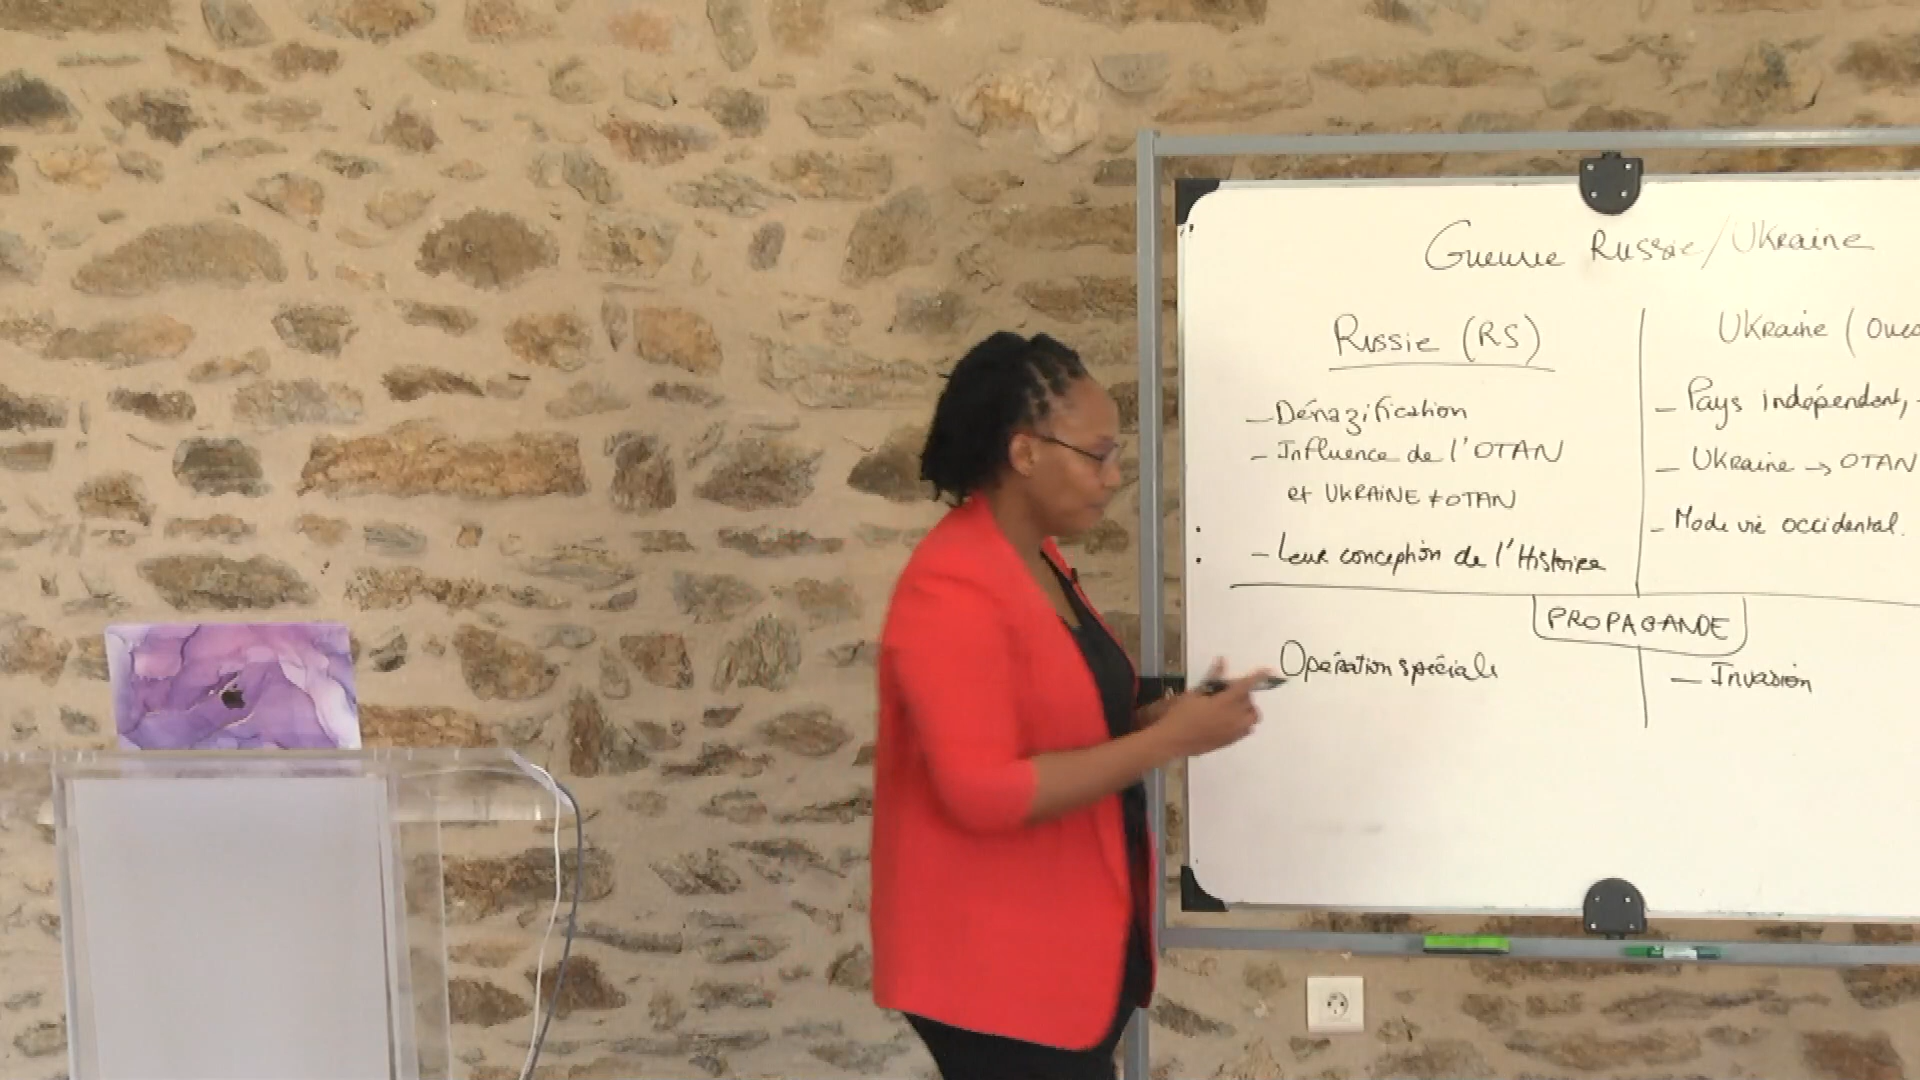 Guerre Russie/Ukraine
Russie (RS)
- Dénazification
- Influence de l'OTAN
et UKRAINE ≠ OTAN
- Leur conception de l'Histoire
Ukraine (
- Pays indépendant,
- Ukraine → OTAN
- Mode vie occidental.
PROPAGANDE
Opération spéciale
- Invasion